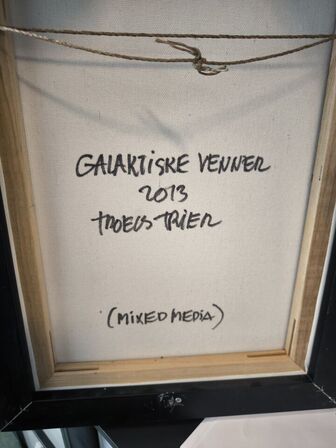 GALAKTISKE VENNER
2013
TROELS TRIER
(MIXED MEDIA)